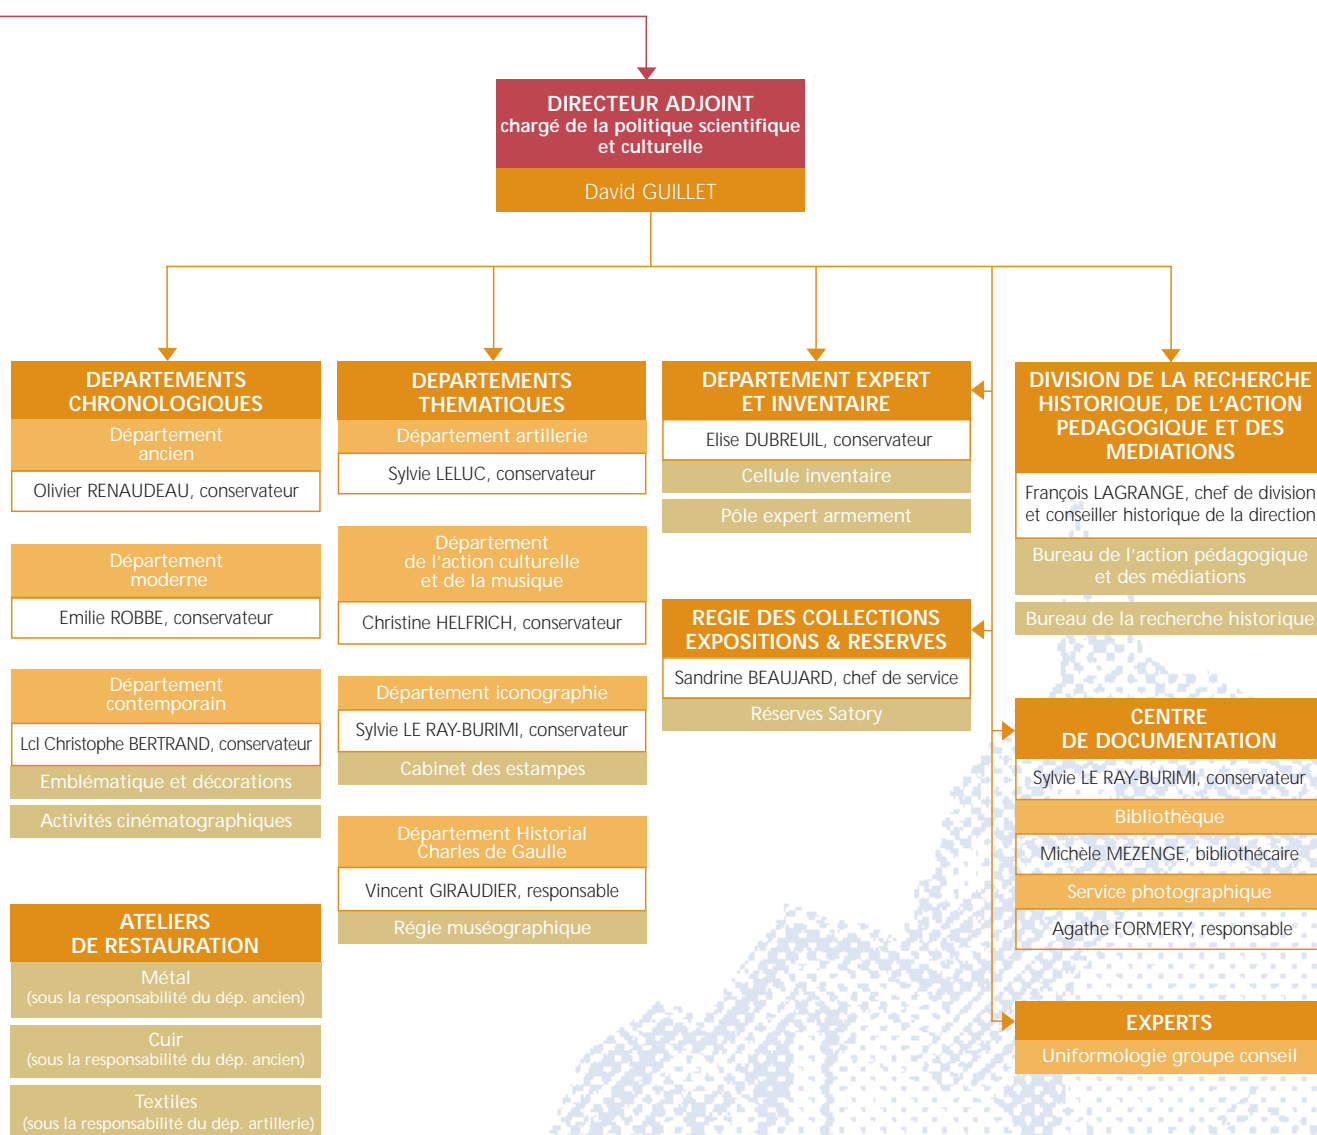 DIRECTEUR ADJOINT
chargé de la politique scientifique
et culturelle
David GUILLET
DEPARTEMENTS
CHRONOLOGIQUES
Département
ancien
Olivier RENAUDEAU, conservateur
Département
moderne
Emilie ROBBE, conservateur
Département
contemporain
Lcl Christophe BERTRAND, conservateur
Emblématique et décorations
Activités cinématographiques
ATELIERS
DE RESTAURATION
Métal
(sous la responsabilité du dép. ancien)
Cuir
(sous la responsabilité du dép. ancien)
Textiles
(sous la responsabilité du dép. artillerie)
DEPARTEMENTS
THEMATIQUES
Département artillerie
Sylvie LELUC, conservateur
Département
de l'action culturelle
et de la musique
Christine HELFRICH, conservateur
Département iconographie
Sylvie LE RAY-BURIMI, conservateur
Cabinet des estampes
Département Historial
Charles de Gaulle
Vincent GIRAUDIER, responsable
Régie muséographique
DEPARTEMENT EXPERT
ET INVENTAIRE
Elise DUBREUIL, conservateur
Cellule inventaire
Pôle expert armement
REGIE DES COLLECTIONS
EXPOSITIONS & RESERVES
Sandrine BEAUJARD, chef de service
Réserves Satory
DIVISION DE LA RECHERCHE
HISTORIQUE, DE L'ACTION
PEDAGOGIQUE ET DES
MEDIATIONS
François LAGRANGE, chef de division
et conseiller historique de la direction
Bureau de l'action pédagogique
et des médiations
Bureau de la recherche historique
CENTRE
DE DOCUMENTATION
Sylvie LE RAY-BURIMI, conservateur
Bibliothèque
Michèle MEZENGE, bibliothécaire
Service photographique
Agathe FORMERY, responsable
EXPERTS
Uniformologie groupe conseil